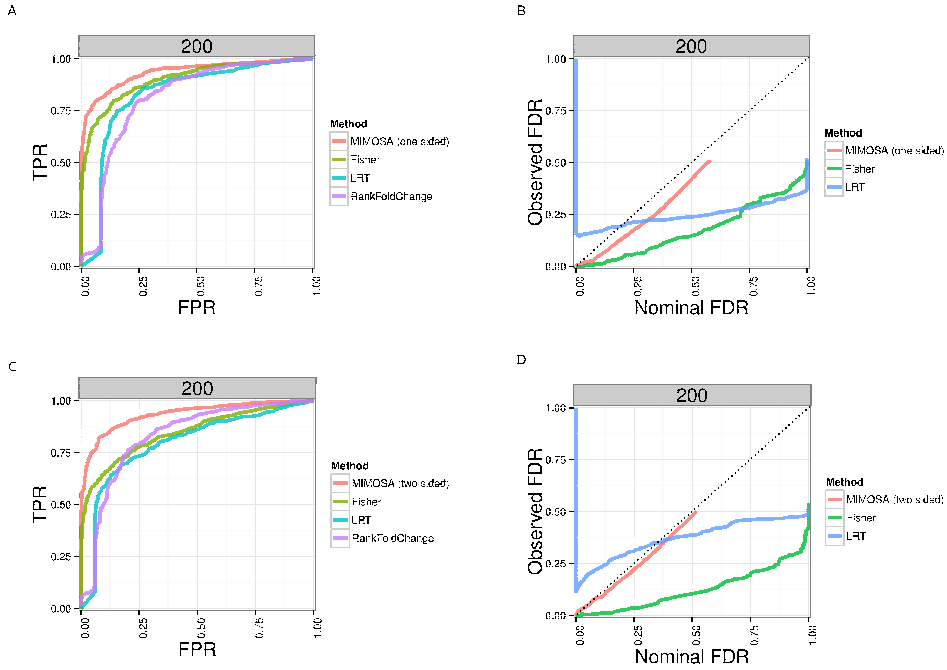 A
200
1.00
0.75
0.50
0.25
0.00
TPR
0.00
0.25
0.50
0.75
1.00
FPR
Method
MIMOSA (one sided)
Fisher
LRT
RankFoldChange
B
200
1.00
0.75
0.50
0.25
0.00
Observed FDR
0.00
0.25
0.50
0.75
1.00
Nominal FDR
Method
MIMOSA (one sided)
Fisher
LRT
C
200
1.00
0.75
0.50
0.25
0.00
TPR
0.00
0.25
0.50
0.75
1.00
FPR
Method
MIMOSA (two sided)
Fisher
LRT
RankFoldChange
D
200
1.00
0.75
0.50
0.25
0.00
Observed FDR
0.00
0.25
0.50
0.75
1.00
Nominal FDR
Method
MIMOSA (two sided)
Fisher
LRT